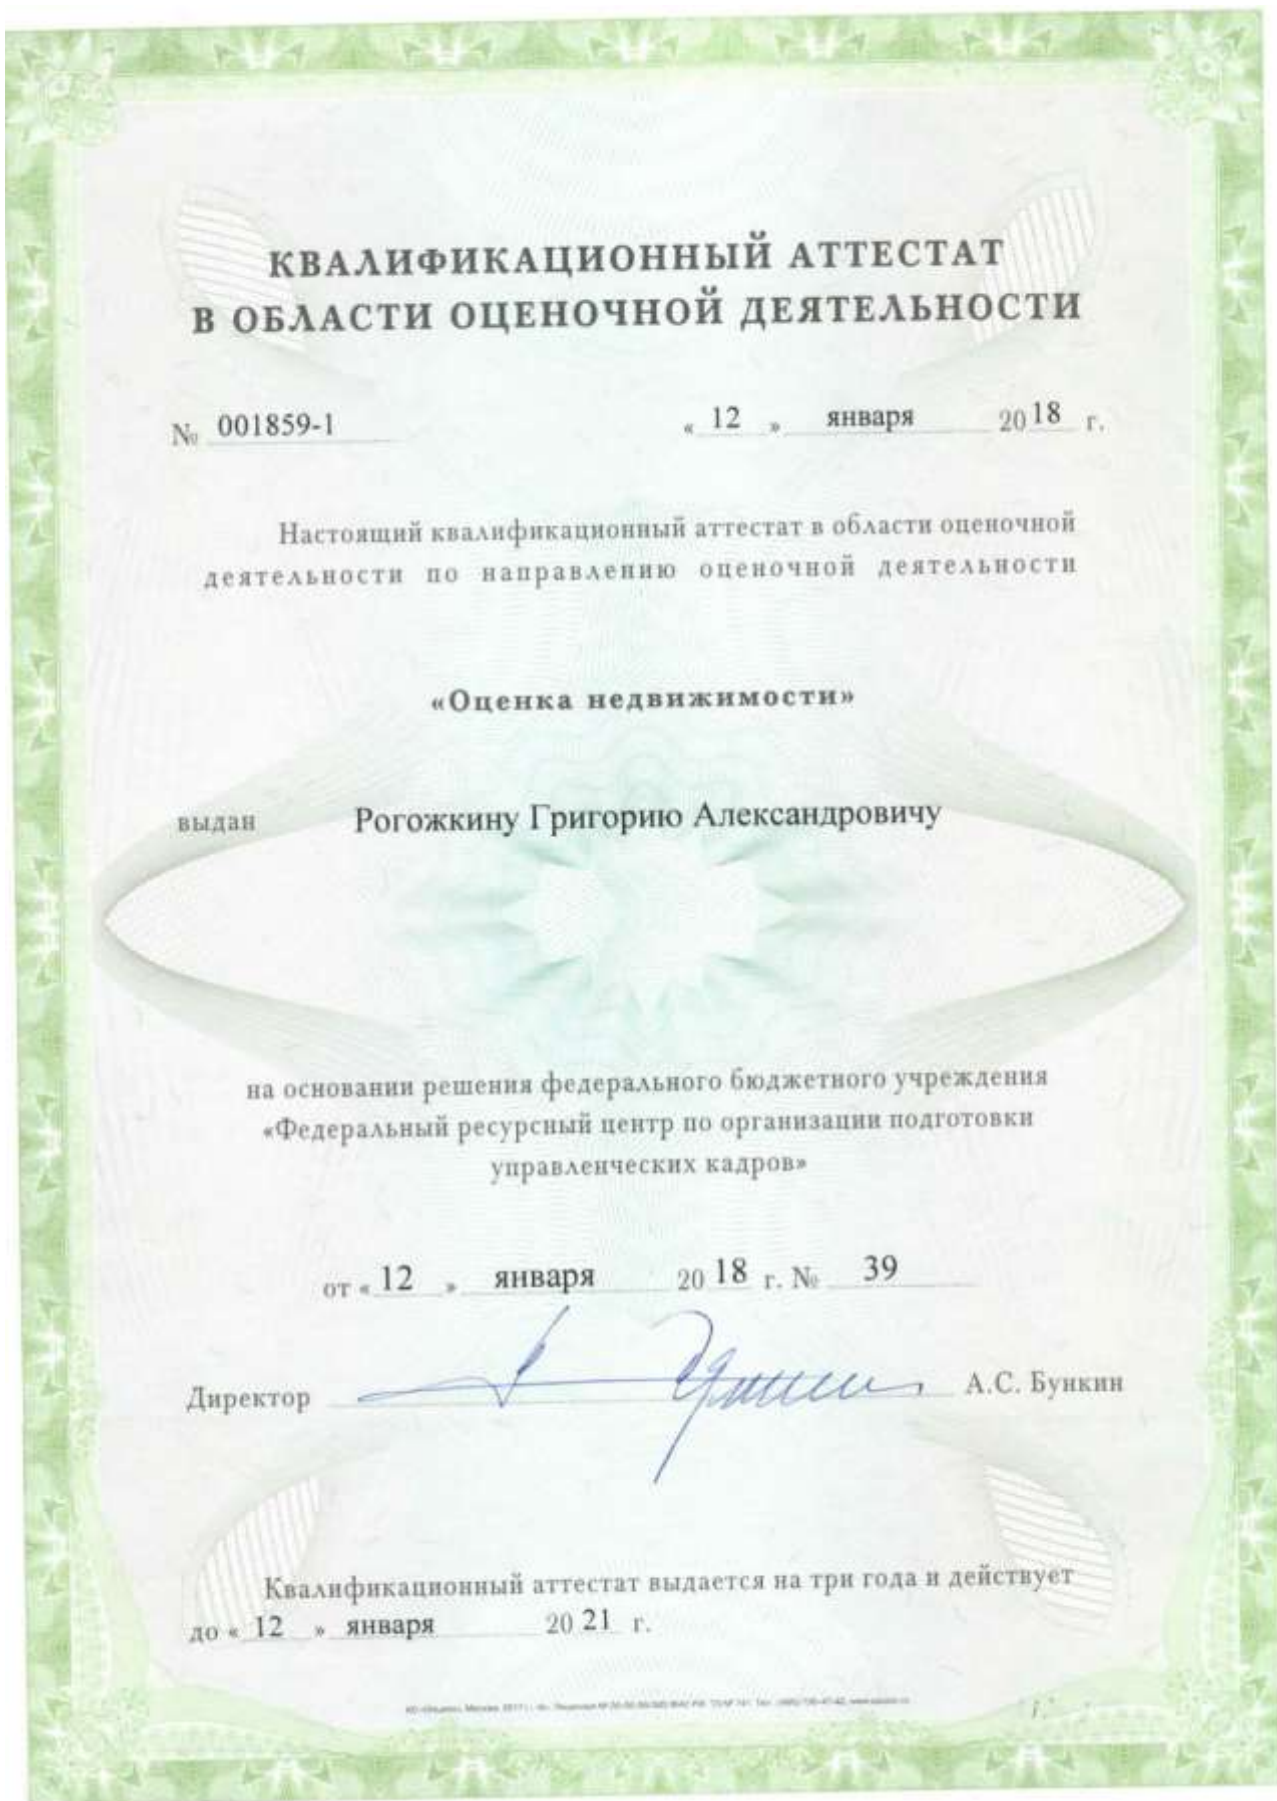 КВАЛИФИКАЦИОННЫЙ АТТЕСТАТ
В ОБЛАСТИ ОЦЕНОЧНОЙ ДЕЯТЕЛЬНОСТИ
№ 001859-1 « 12 » января 2018 г.
Настоящий квалификационный аттестат в области оценочной
деятельности по направлению оценочной деятельности
«Оценка недвижимости»
выдан Рогожкину Григорию Александровичу
на основании решения федерального бюджетного учреждения
«Федеральный ресурсный центр по организации подготовки
управленческих кадров»
от « 12 » января 2018 г. № 39
Директор А.С. Бункин
Квалификационный аттестат выдается на три года и действует
до « 12 » января 2021 г.